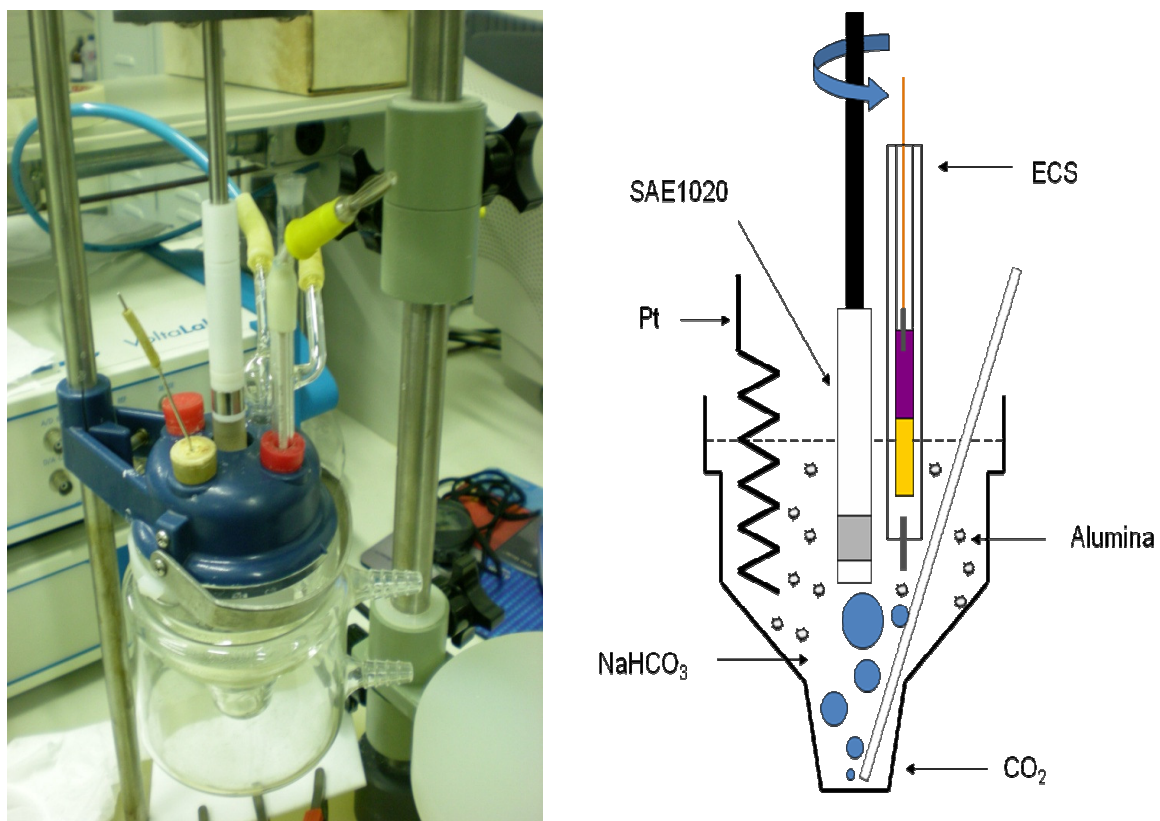 VoltaLab
SAE1020
ECS
Pt
Alumina
NaHCO₃
CO₂